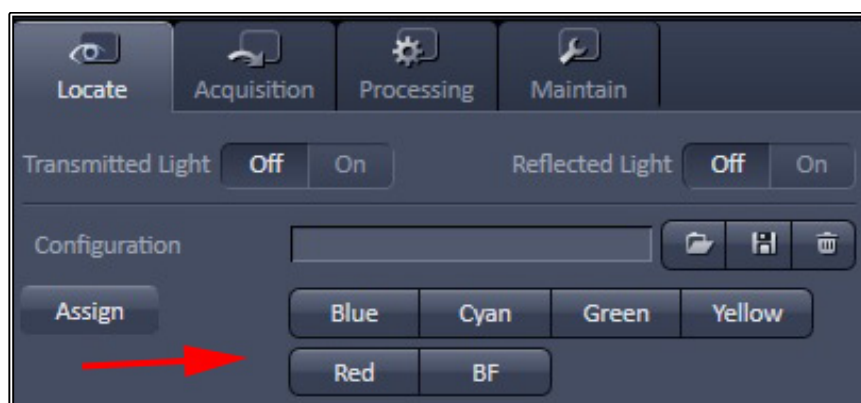 Locate Acquisition Processing Maintain
Transmitted Light Off On Reflected Light Off On
Configuration
Assign Blue Cyan Green Yellow
Red BF